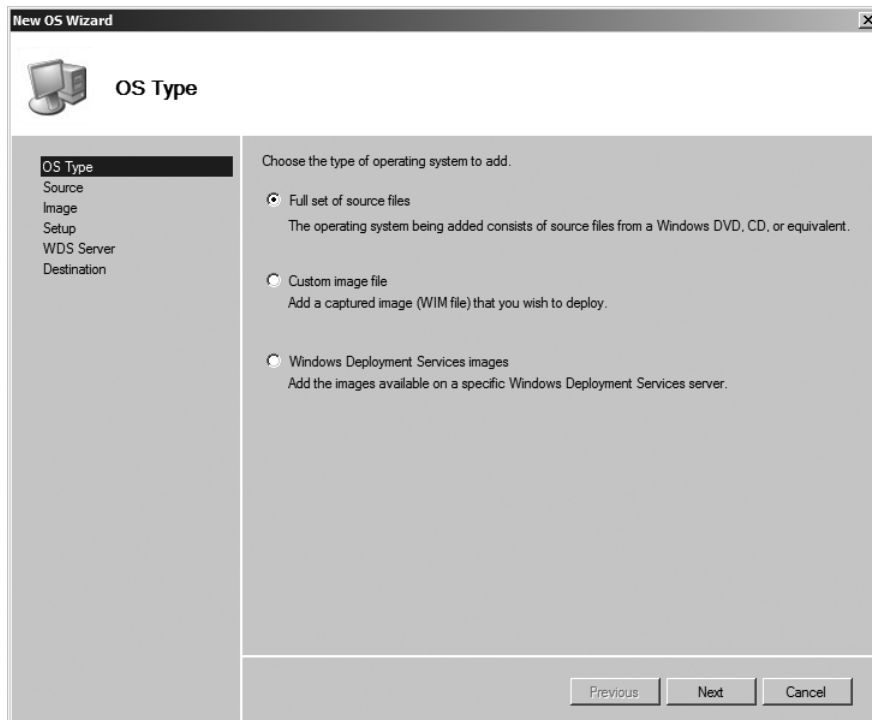 New OS Wizard
OS Type
OS Type
Source
Image
Setup
WDS Server
Destination
Choose the type of operating system to add.
Full set of source files
The operating system being added consists of source files from a Windows DVD, CD, or equivalent.
Custom image file
Add a captured image (WIM file) that you wish to deploy.
Windows Deployment Services images
Add the images available on a specific Windows Deployment Services server.
Previous Next Cancel